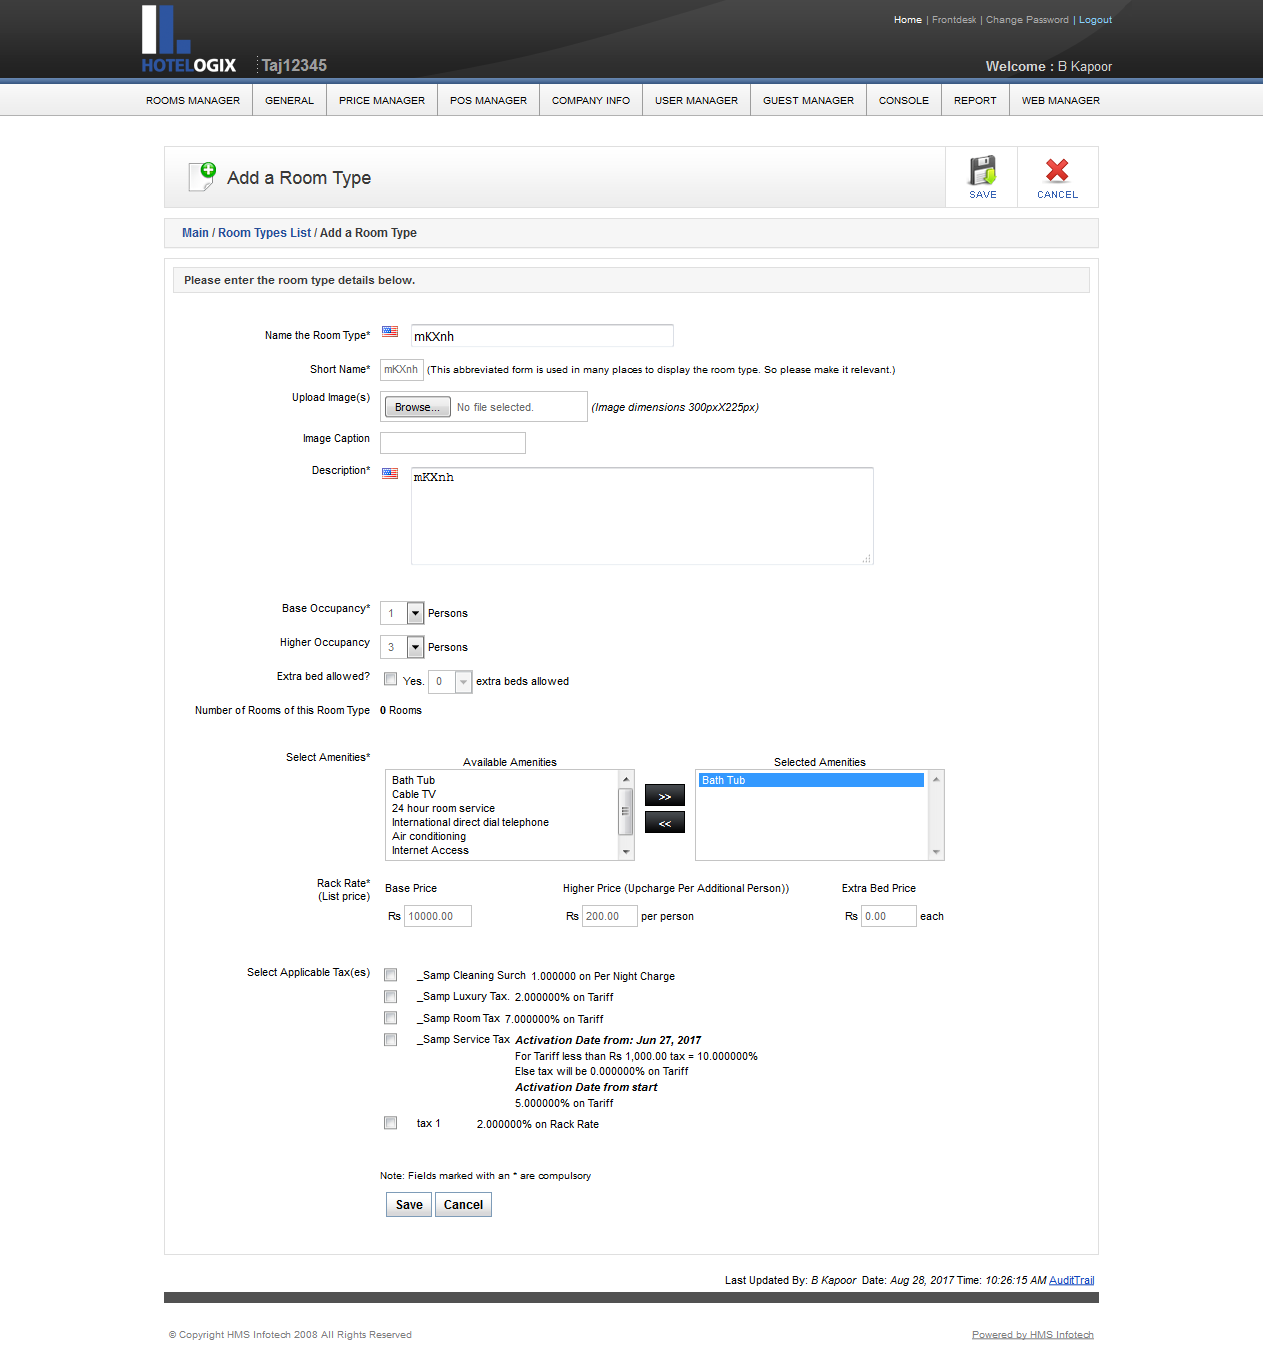 Home | Frontdesk | Change Password | Logout
HOTELOGIX Taj12345
Welcome : B Kapoor
ROOMS MANAGER GENERAL PRICE MANAGER POS MANAGER COMPANY INFO USER MANAGER GUEST MANAGER CONSOLE REPORT WEB MANAGER
Add a Room Type
SAVE CANCEL
Main / Room Types List / Add a Room Type
Please enter the room type details below.
Name the Room Type* mKXnh
Short Name* mKXnh (This abbreviated form is used in many places to display the room type. So please make it relevant.)
Upload Image(s) Browse... No file selected. (Image dimensions 300pxX225px)
Image Caption
Description* mKXnh
Base Occupancy* 1 Persons
Higher Occupancy 3 Persons
Extra bed allowed? Yes. 0 extra beds allowed
Number of Rooms of this Room Type 0 Rooms
Select Amenities* Available Amenities Selected Amenities
Bath Tub Bath Tub
Cable TV
24 hour room service
>>
International direct dial telephone
<<
Air conditioning
Internet Access
Rack Rate* Base Price Higher Price (Upcharge Per Additional Person)) Extra Bed Price
(List price)
Rs 10000.00 Rs 200.00 per person Rs 0.00 each
Select Applicable Tax(es) _Samp Cleaning Surch 1.000000 on Per Night Charge
_Samp Luxury Tax. 2.000000% on Tariff
_Samp Room Tax 7.000000% on Tariff
_Samp Service Tax Activation Date from: Jun 27, 2017
For Tariff less than Rs 1,000.00 tax = 10.000000%
Else tax will be 0.000000% on Tariff
Activation Date from start
5.000000% on Tariff
tax 1 2.000000% on Rack Rate
Note: Fields marked with an * are compulsory
Save Cancel
Last Updated By: B Kapoor Date: Aug 28, 2017 Time: 10:26:15 AM AuditTrail
© Copyright HMS Infotech 2008 All Rights Reserved Powered by HMS Infotech